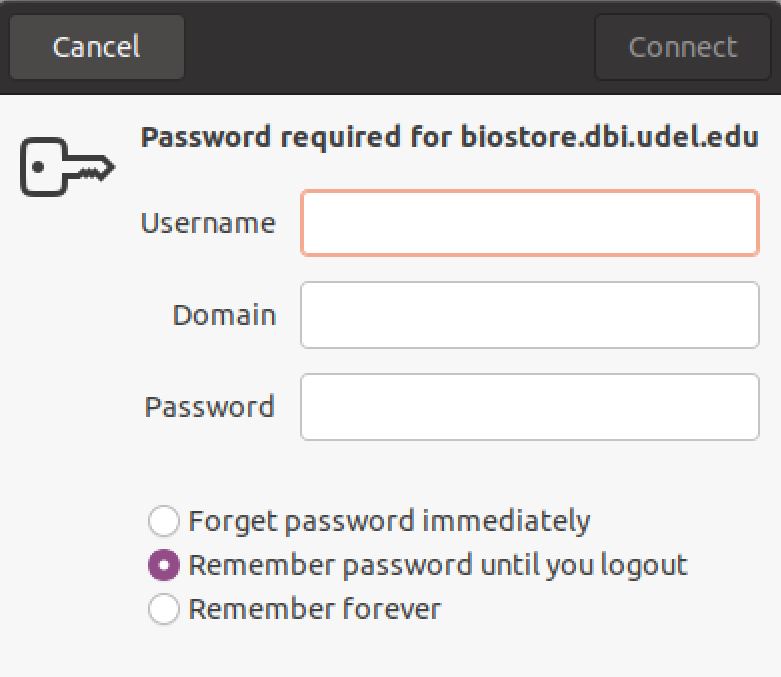 Cancel
Connect
Password required for biostore.dbi.udel.edu
Username
Domain
Password
Forget password immediately
Remember password until you logout
Remember forever